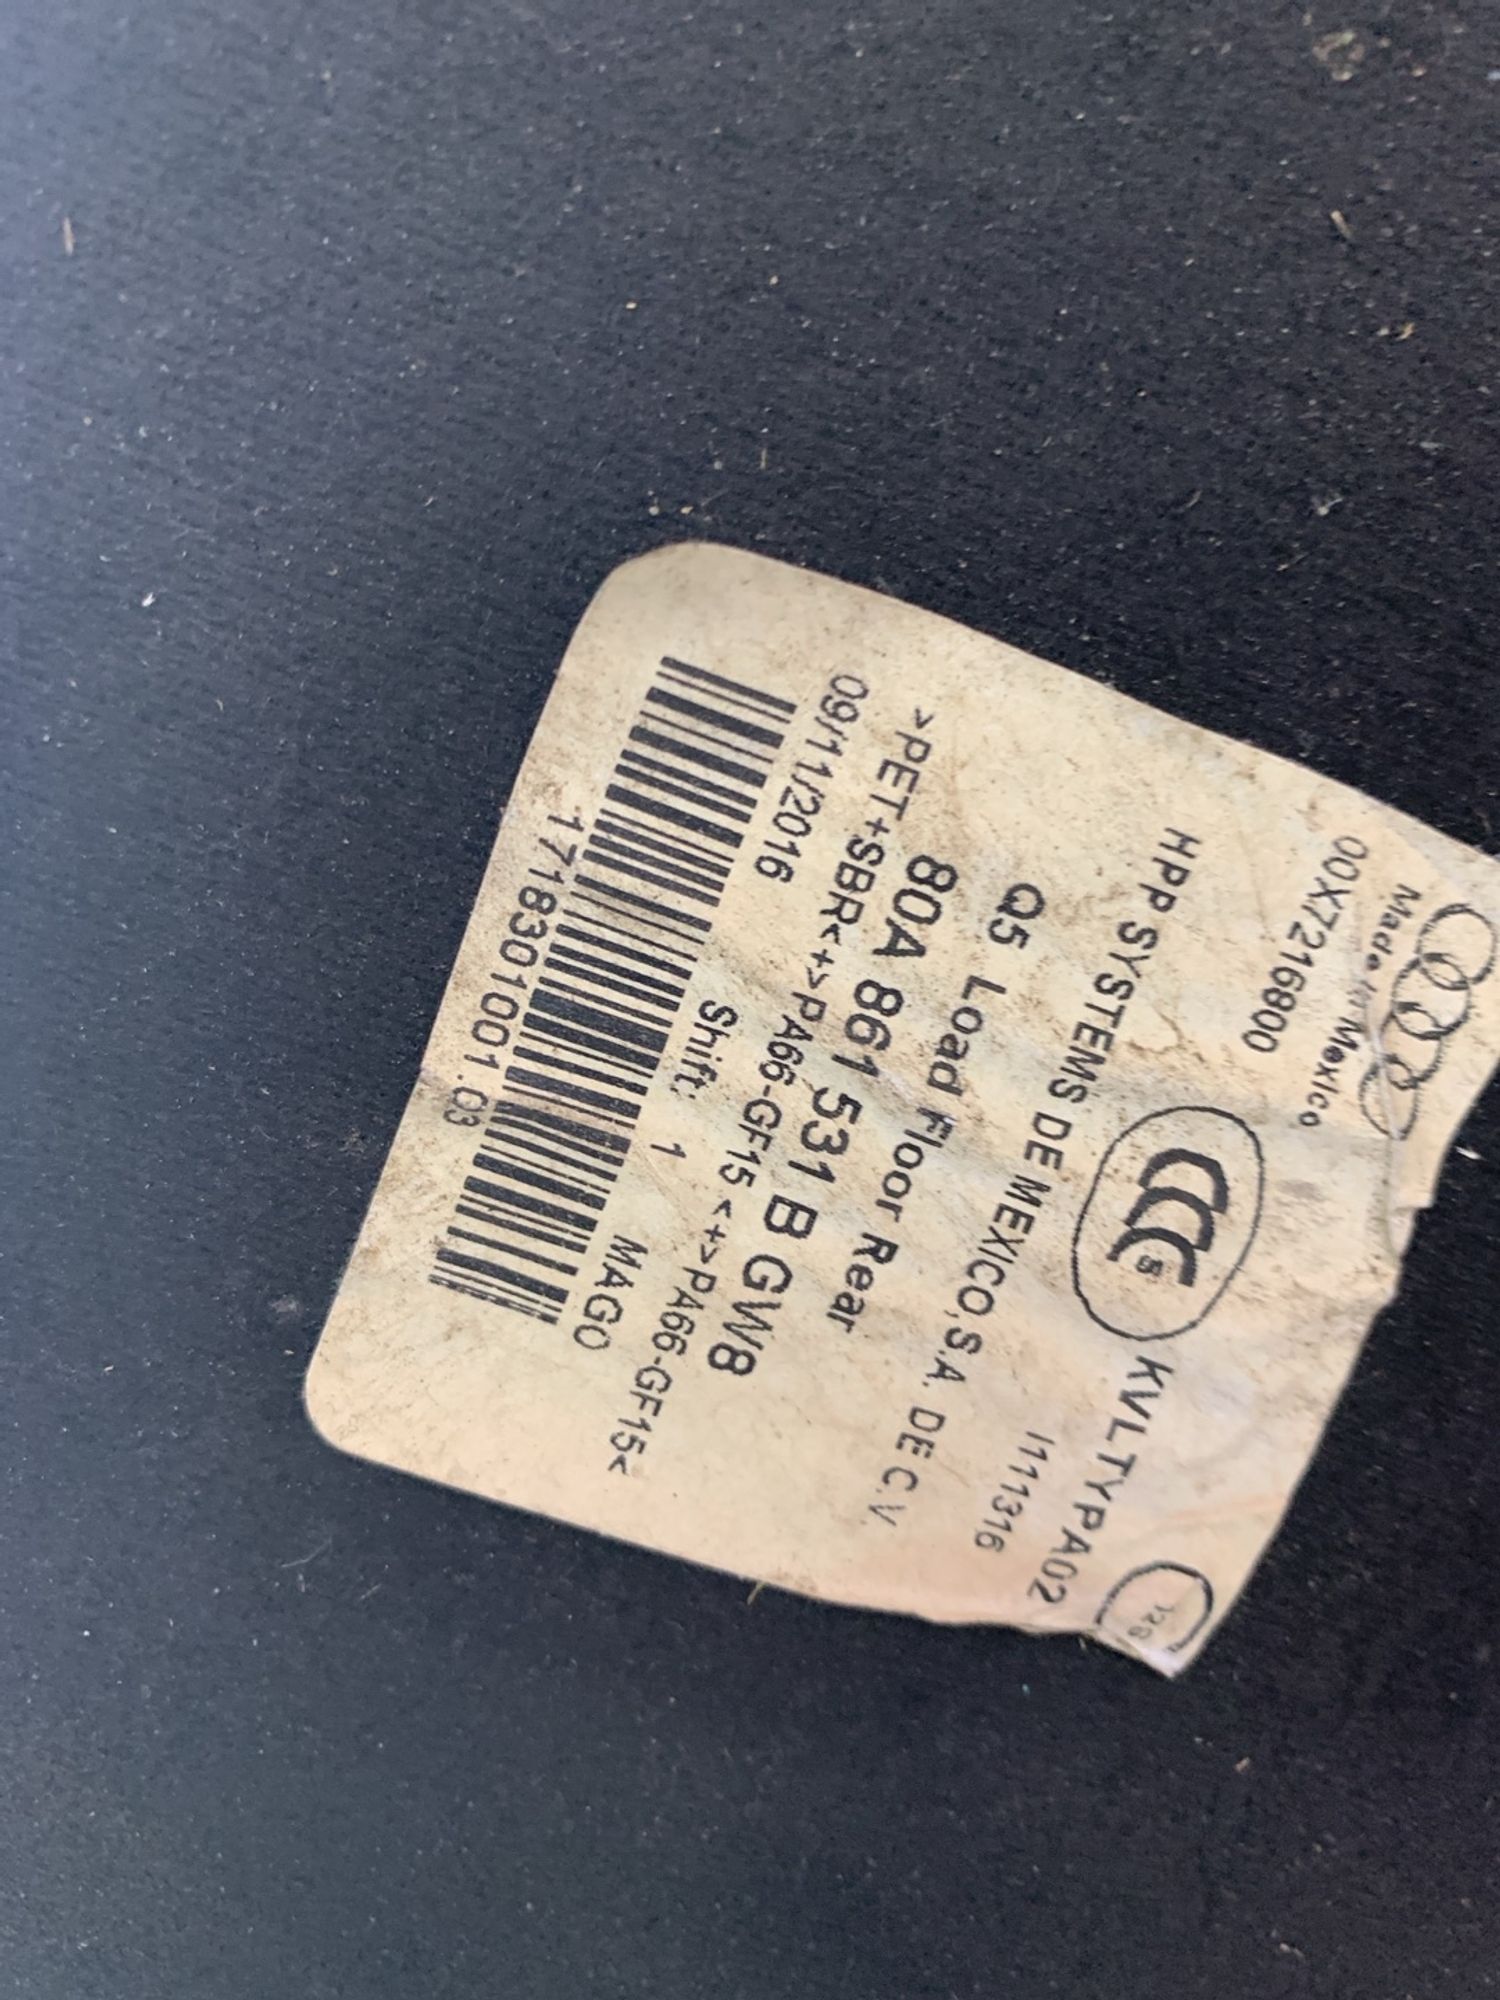 Made in Mexico
00X7216800
KVLTYPA02
HPP SYSTEMS DE MEXICO,S.A. DE C.V.
I111316
Q5 Load Floor Rear
80A 861 531 B GW8
>PET+SBR<+>PA66-GF15 <+>PA66-GF15<
09/11/2016 Shift: 1 MAGO
1718301001.03